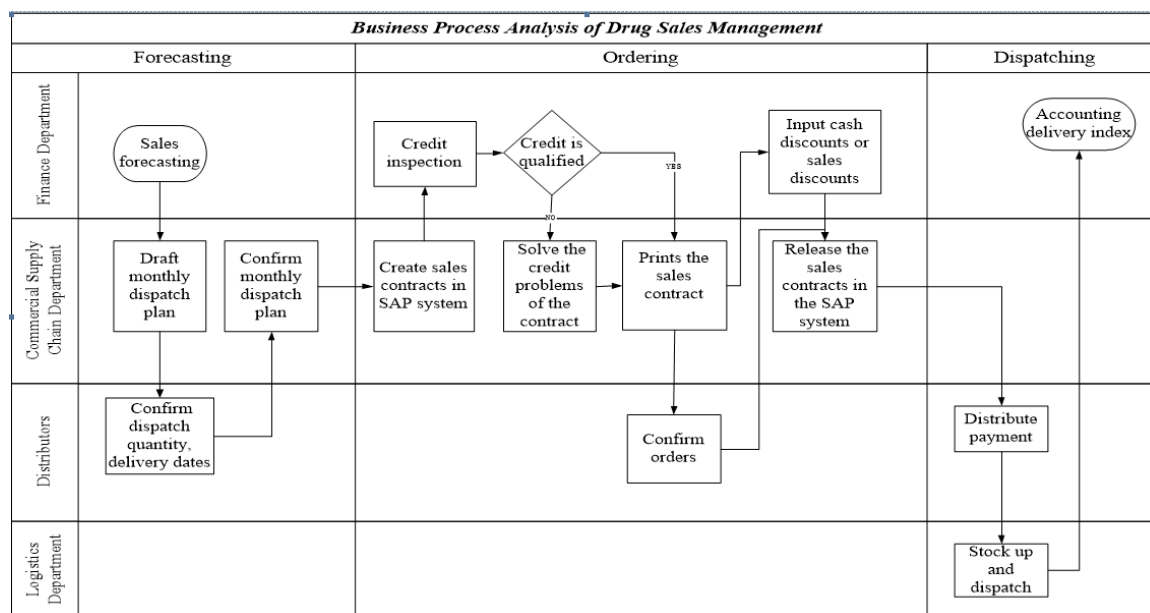 Business Process Analysis of Drug Sales Management
Forecasting
Ordering
Dispatching
Finance Department
Sales
forecasting
Credit
inspection
Credit is
qualified
YES
NO
Input cash
discounts or
sales
discounts
Accounting
delivery index
Commercial Supply
Chain Department
Draft
monthly
dispatch
plan
Confirm
monthly
dispatch plan
Create sales
contracts in
SAP system
Solve the
credit
problems
of the
contract
Prints the
sales
contract
Release the
sales
contracts in
the SAP
system
Distributors
Confirm
dispatch
quantity,
delivery dates
Confirm
orders
Distribute
payment
Logistics
Department
Stock up
and
dispatch